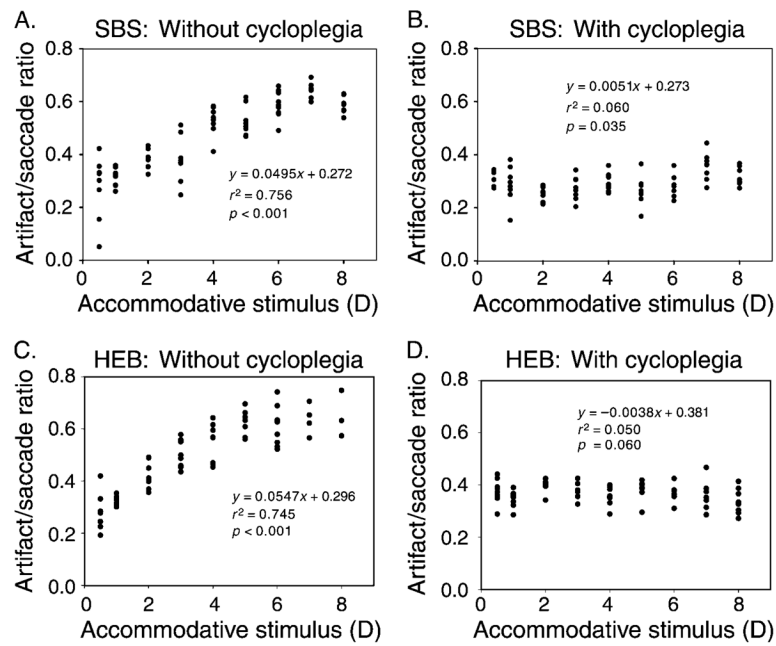 A.
SBS: Without cycloplegia
Artifact/saccade ratio
0.8
0.6
0.4
0.2
0.0
y = 0.0495x + 0.272
r² = 0.756
p < 0.001
0 2 4 6 8
Accommodative stimulus (D)
B.
SBS: With cycloplegia
Artifact/saccade ratio
0.8
0.6
0.4
0.2
0.0
y = 0.0051x + 0.273
r² = 0.060
p = 0.035
0 2 4 6 8
Accommodative stimulus (D)
C.
HEB: Without cycloplegia
Artifact/saccade ratio
0.8
0.6
0.4
0.2
0.0
y = 0.0547x + 0.296
r² = 0.745
p < 0.001
0 2 4 6 8
Accommodative stimulus (D)
D.
HEB: With cycloplegia
Artifact/saccade ratio
0.8
0.6
0.4
0.2
0.0
y = −0.0038x + 0.381
r² = 0.050
p = 0.060
0 2 4 6 8
Accommodative stimulus (D)